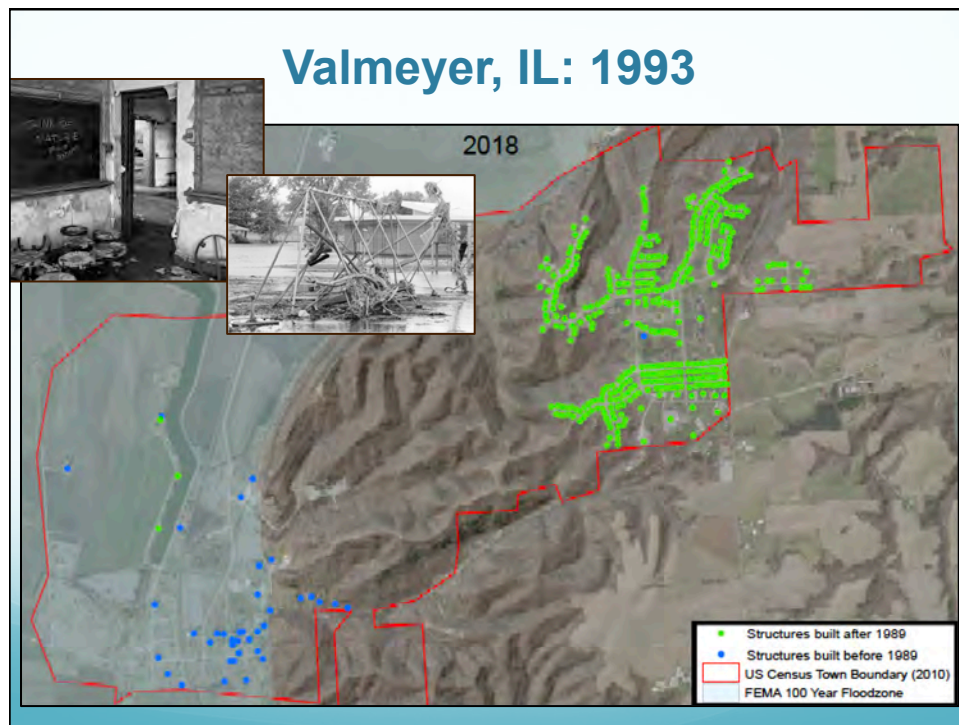 Valmeyer, IL: 1993
2018
NATURE
Structures built after 1989
Structures built before 1989
US Census Town Boundary (2010)
FEMA 100 Year Floodzone